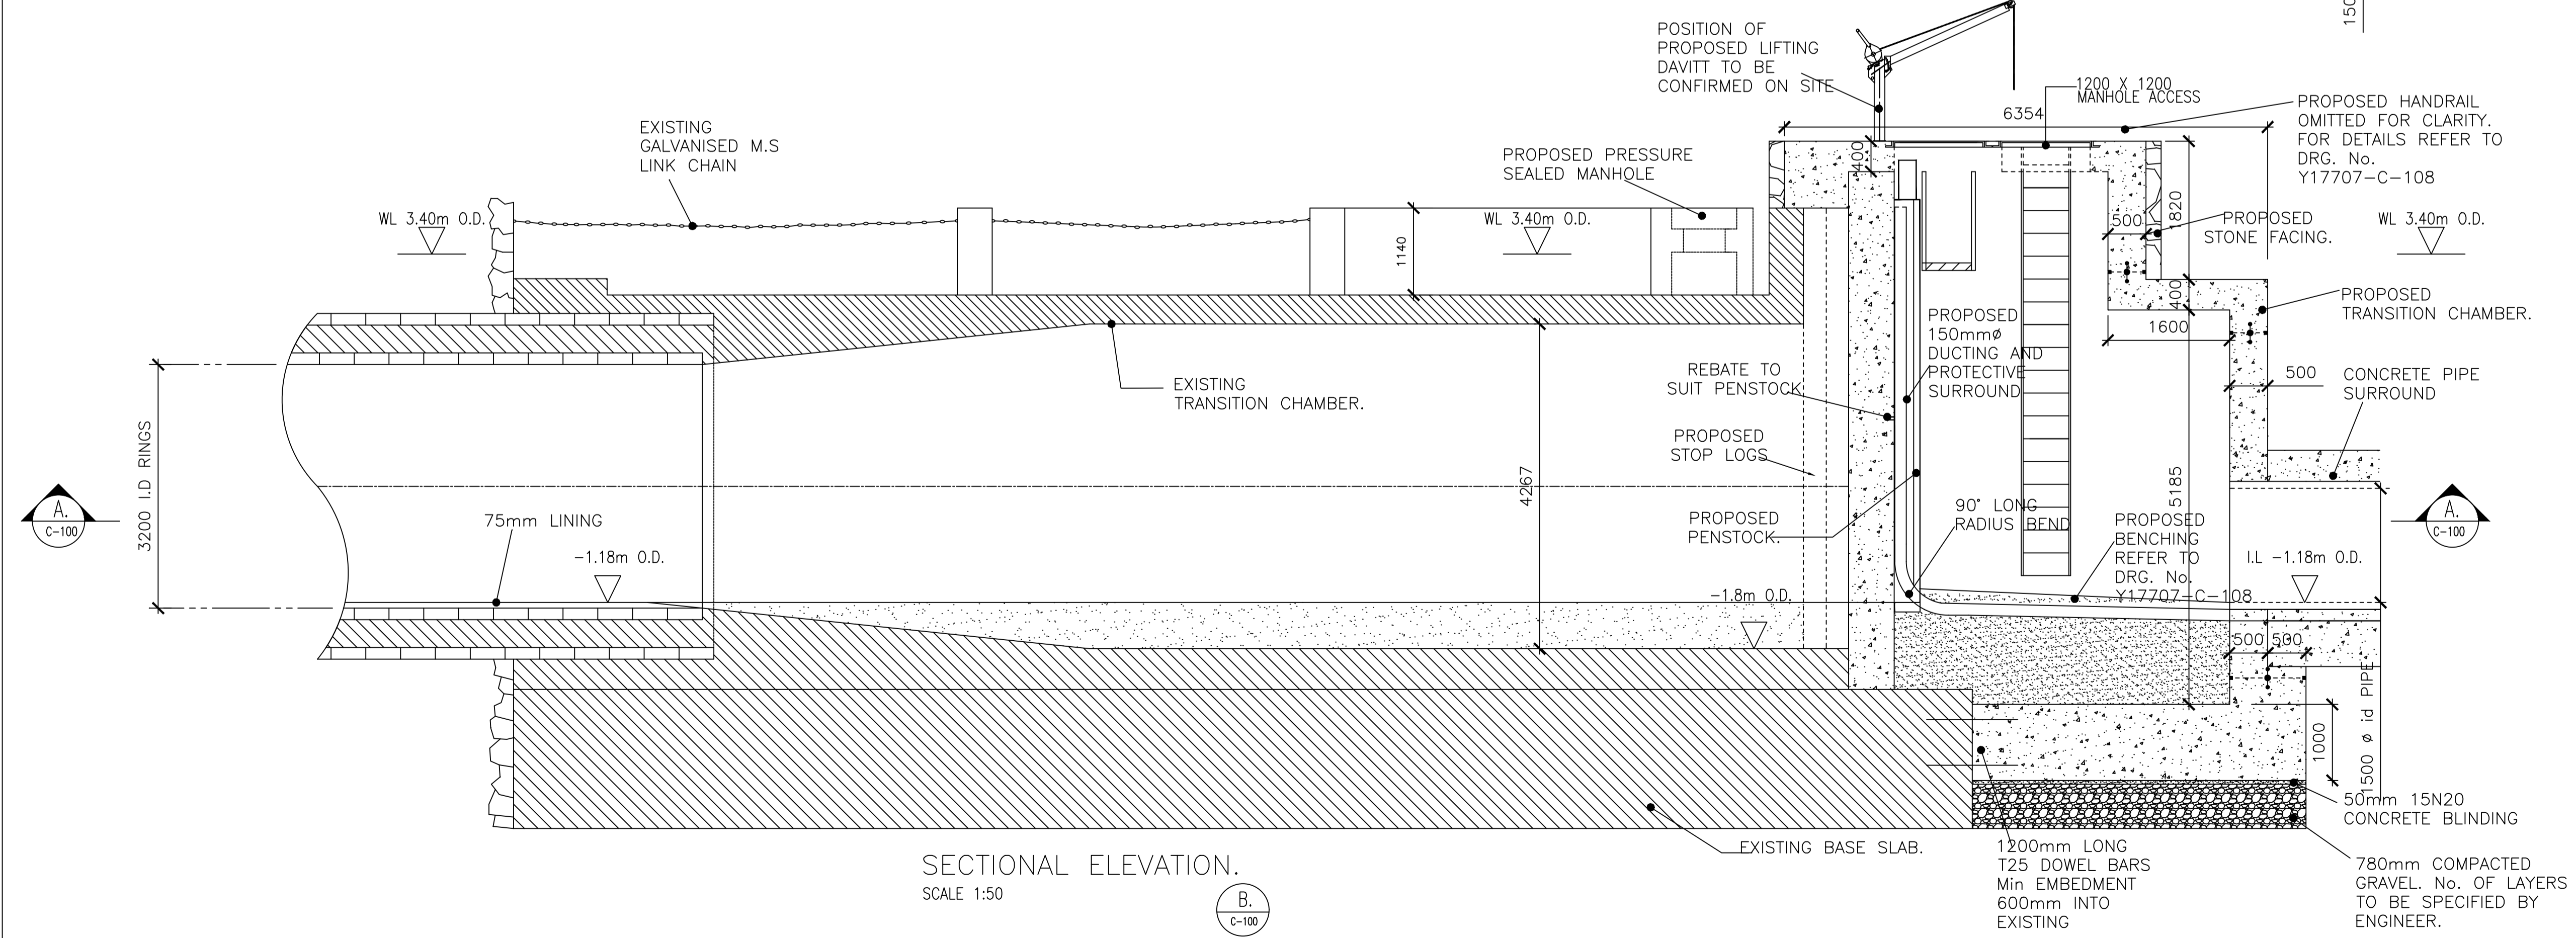 150
POSITION OF
PROPOSED LIFTING
DAVITT TO BE
CONFIRMED ON SITE
1200 X 1200
MANHOLE ACCESS
6354
PROPOSED HANDRAIL
OMITTED FOR CLARITY.
FOR DETAILS REFER TO
DRG. No.
Y17707-C-108
EXISTING
GALVANISED M.S
LINK CHAIN
PROPOSED PRESSURE
SEALED MANHOLE
400
WL 3.40m O.D.
1140
WL 3.40m O.D.
500
1820
PROPOSED
STONE FACING.
WL 3.40m O.D.
400
1600
PROPOSED
TRANSITION CHAMBER.
PROPOSED
150mmø
DUCTING AND
PROTECTIVE
SURROUND
REBATE TO
SUIT PENSTOCK
EXISTING
TRANSITION CHAMBER.
500
CONCRETE PIPE
SURROUND
3200 I.D RINGS
PROPOSED
STOP LOGS
4267
5185
A.
C-100
75mm LINING
-1.18m O.D.
PROPOSED
PENSTOCK.
90° LONG
RADIUS BEND
PROPOSED
BENCHING
REFER TO
DRG. No.
Y17707-C-108
A.
C-100
I.L -1.18m O.D.
-1.8m O.D.
500
500
1500 ø id PIPE
1000
50mm 15N20
CONCRETE BLINDING
EXISTING BASE SLAB.
1200mm LONG
T25 DOWEL BARS
Min EMBEDMENT
600mm INTO
EXISTING
780mm COMPACTED
GRAVEL. No. OF LAYERS
TO BE SPECIFIED BY
ENGINEER.
SECTIONAL ELEVATION.
SCALE 1:50
B.
C-100